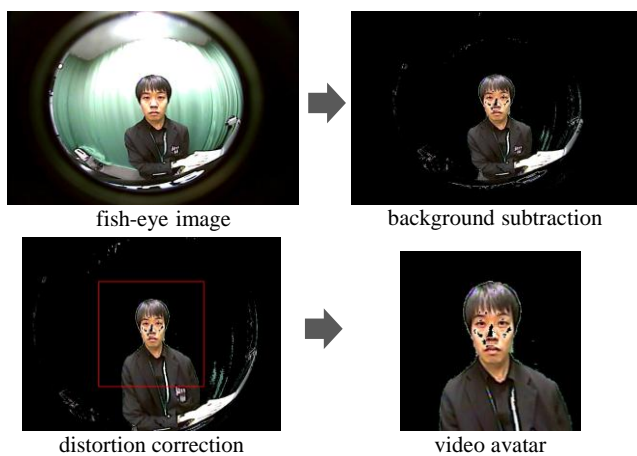 fish-eye image
background subtraction
distortion correction
video avatar